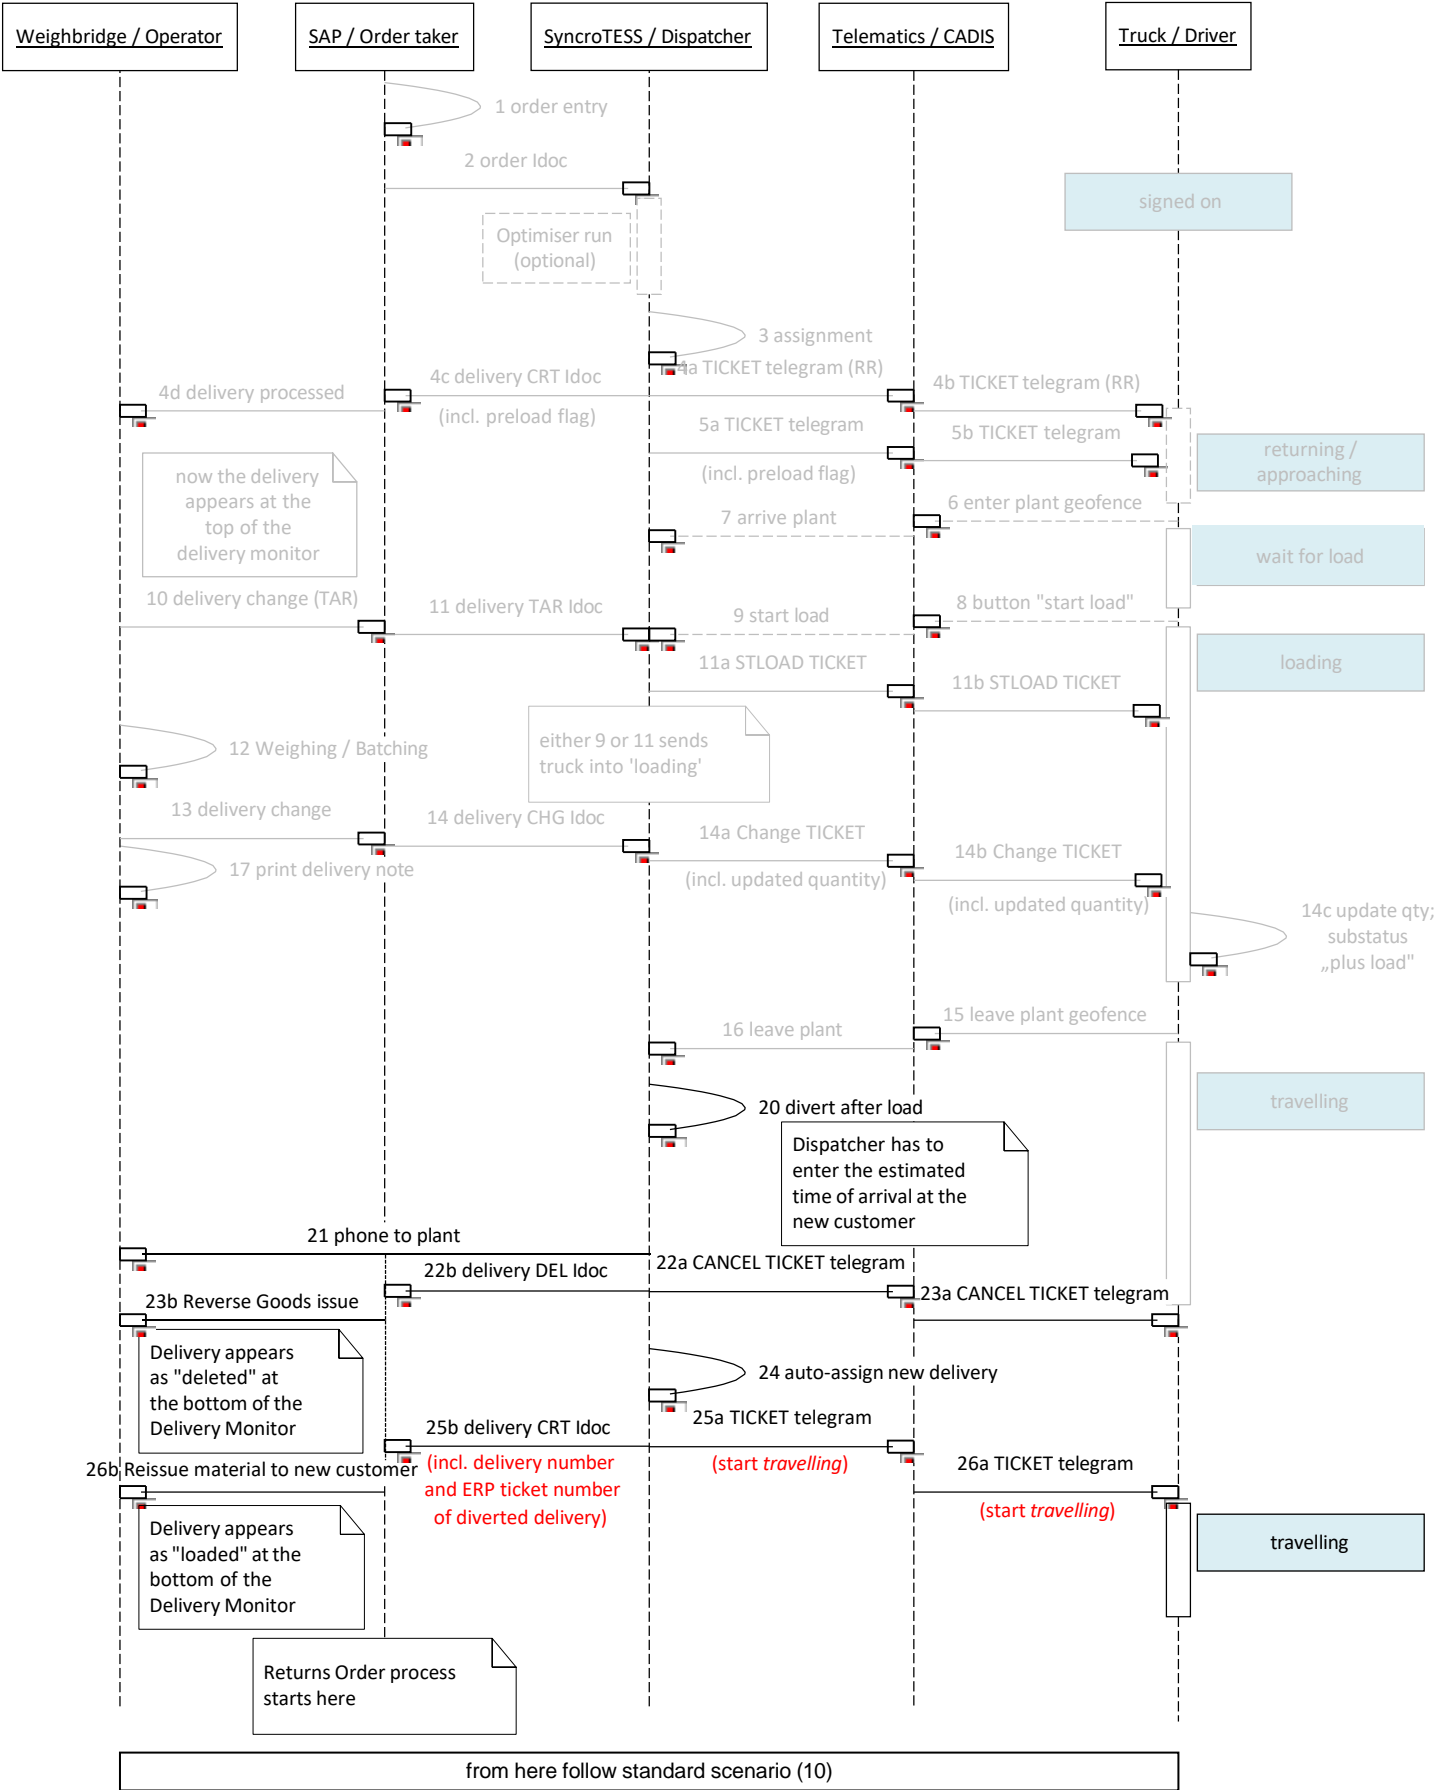 Weighbridge / Operator
SAP / Order taker
SyncroTESS / Dispatcher
Telematics / CADIS
Truck / Driver
1 order entry
2 order Idoc
signed on
Optimiser run
(optional)
3 assignment
4a TICKET telegram (RR)
4b TICKET telegram (RR)
4c delivery CRT Idoc
(incl. preload flag)
4d delivery processed
5a TICKET telegram
(incl. preload flag)
5b TICKET telegram
returning /
approaching
now the delivery
appears at the
top of the
delivery monitor
6 enter plant geofence
7 arrive plant
wait for load
10 delivery change (TAR)
11 delivery TAR Idoc
9 start load
8 button "start load"
loading
11a STLOAD TICKET
11b STLOAD TICKET
either 9 or 11 sends
truck into 'loading'
12 Weighing / Batching
13 delivery change
14 delivery CHG Idoc
14a Change TICKET
(incl. updated quantity)
14b Change TICKET
(incl. updated quantity)
17 print delivery note
14c update qty;
substatus
„plus load"
15 leave plant geofence
16 leave plant
travelling
20 divert after load
Dispatcher has to
enter the estimated
time of arrival at the
new customer
21 phone to plant
22a CANCEL TICKET telegram
22b delivery DEL Idoc
23a CANCEL TICKET telegram
23b Reverse Goods issue
Delivery appears
as "deleted" at
the bottom of the
Delivery Monitor
24 auto-assign new delivery
25a TICKET telegram
(start travelling)
25b delivery CRT Idoc
(incl. delivery number
and ERP ticket number
of diverted delivery)
26a TICKET telegram
(start travelling)
26b Reissue material to new customer
Delivery appears
as "loaded" at the
bottom of the
Delivery Monitor
travelling
Returns Order process
starts here
from here follow standard scenario (10)